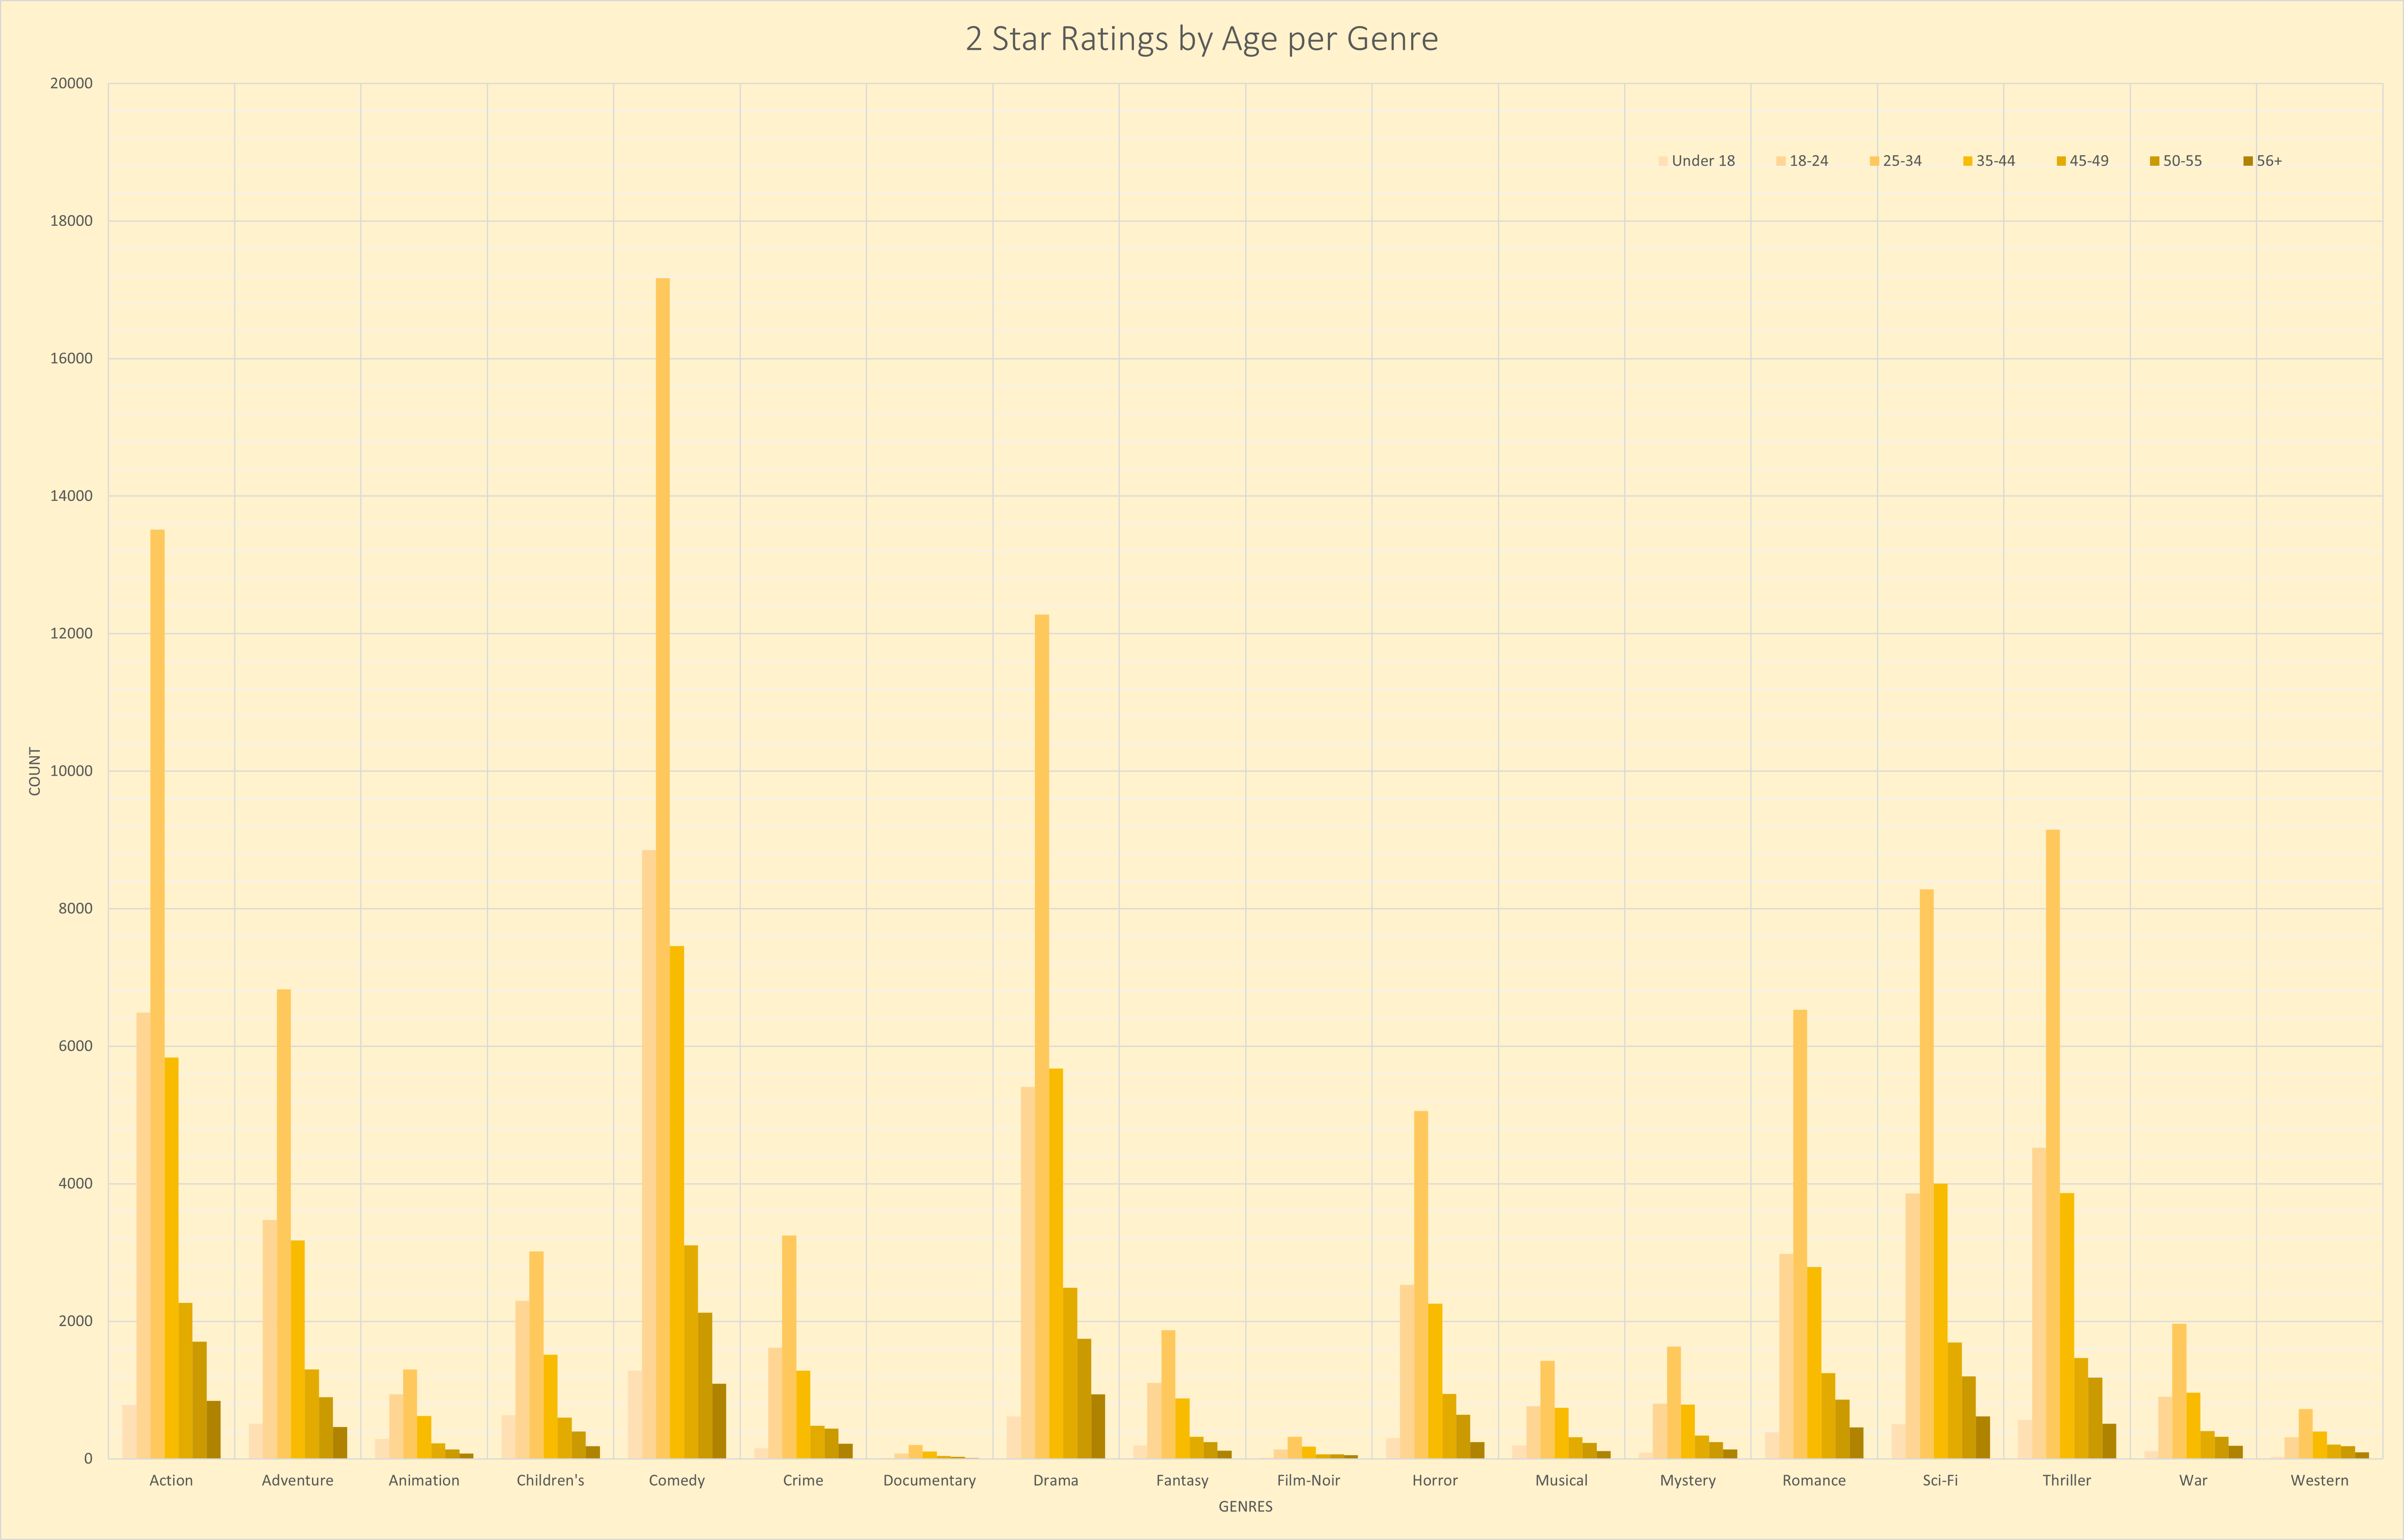 2 Star Ratings by Age per Genre
20000
Under 18 18-24 25-34 35-44 45-49 50-55 56+
18000
16000
14000
12000
COUNT
10000
8000
6000
4000
2000
0
Action Adventure Animation Children's Comedy Crime Documentary Drama Fantasy Film-Noir Horror Musical Mystery Romance Sci-Fi Thriller War Western
GENRES